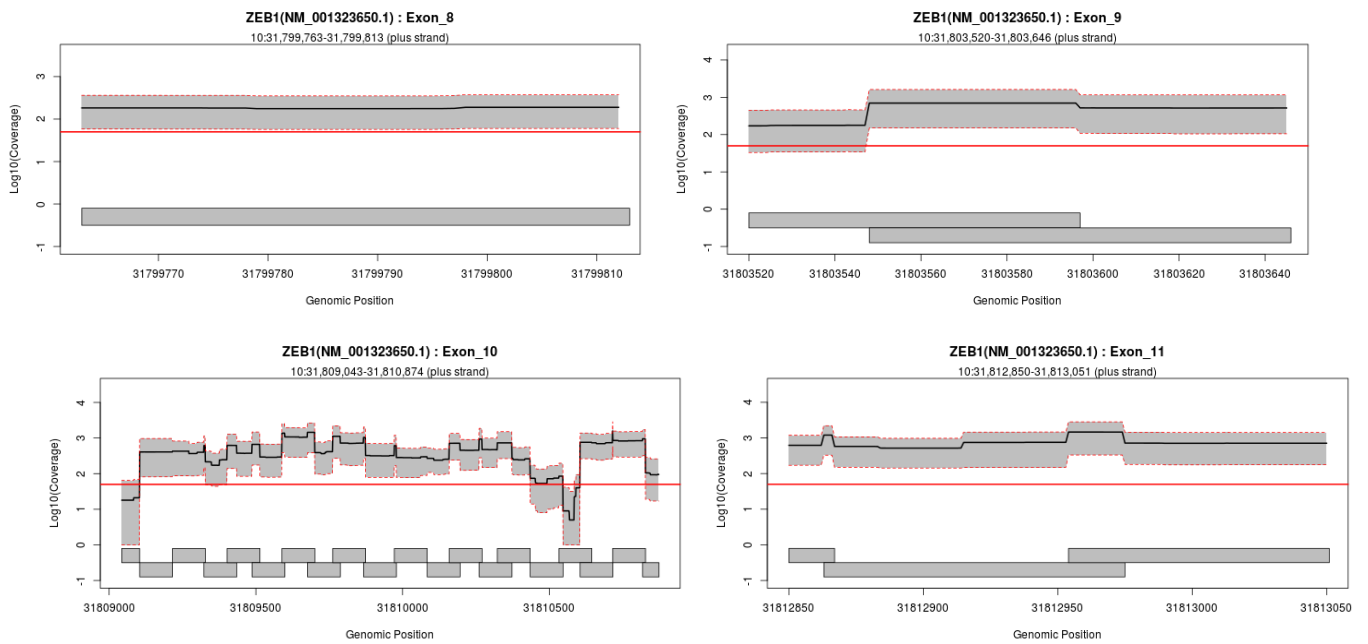 ZEB1(NM_001323650.1) : Exon_8
10:31,799,763-31,799,813 (plus strand)
Log10(Coverage)
3
2
1
0
-1
31799770 31799780 31799790 31799800 31799810
Genomic Position
ZEB1(NM_001323650.1) : Exon_9
10:31,803,520-31,803,646 (plus strand)
Log10(Coverage)
4
3
2
1
0
-1
31803520 31803540 31803560 31803580 31803600 31803620 31803640
Genomic Position
ZEB1(NM_001323650.1) : Exon_10
10:31,809,043-31,810,874 (plus strand)
Log10(Coverage)
4
3
2
1
0
-1
31809000 31809500 31810000 31810500
Genomic Position
ZEB1(NM_001323650.1) : Exon_11
10:31,812,850-31,813,051 (plus strand)
Log10(Coverage)
4
3
2
1
0
-1
31812850 31812900 31812950 31813000 31813050
Genomic Position